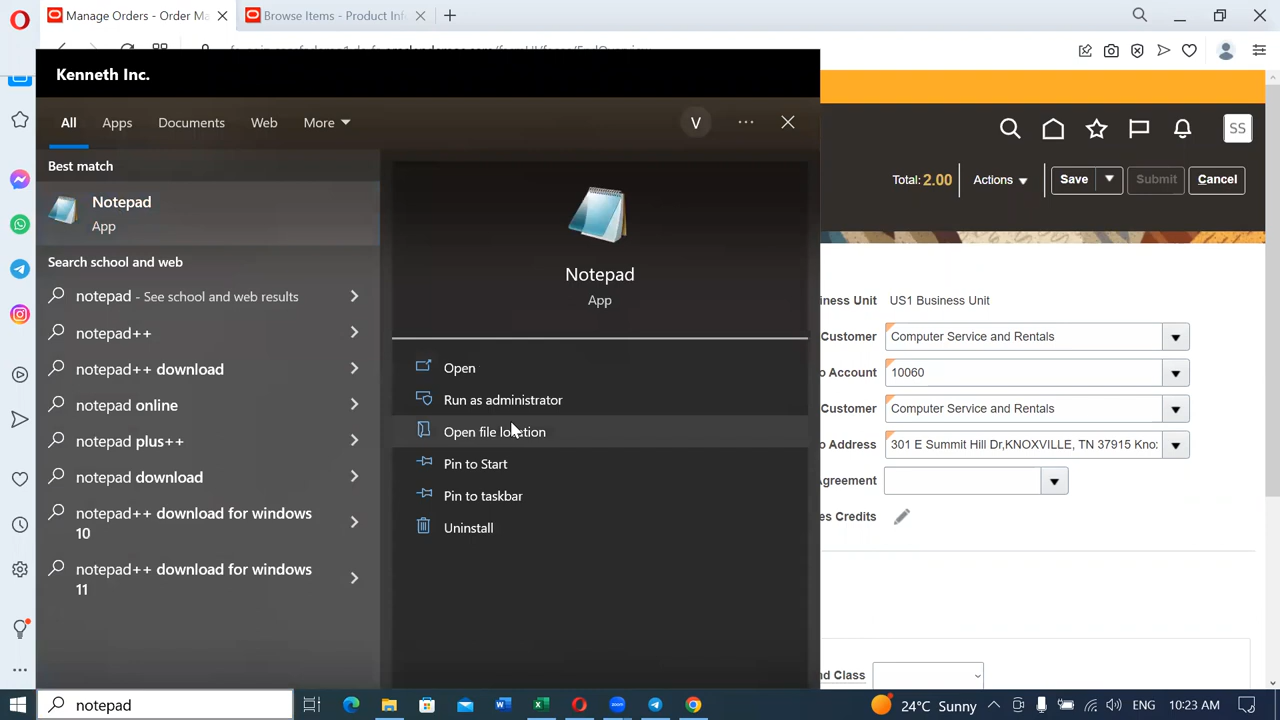 Manage Orders - Order Ma
Browse Items - Product Inf
Kenneth Inc.
All
Apps
Documents
Web
More
V
Best match
Notepad
App
Search school and web
notepad - See school and web results
notepad++
notepad++ download
notepad online
notepad plus++
notepad download
notepad++ download for windows
10
notepad++ download for windows
11
Notepad
App
Open
Run as administrator
Open file location
Pin to Start
Pin to taskbar
Uninstall
SS
Total: 2.00
Actions
Save
Submit
Cancel
iness Unit US1 Business Unit
Customer Computer Service and Rentals
o Account 10060
Customer Computer Service and Rentals
o Address 301 E Summit Hill Dr,KNOXVILLE, TN 37915 Kno
Agreement
es Credits
nd Class
notepad
24°C Sunny
10:23 AM